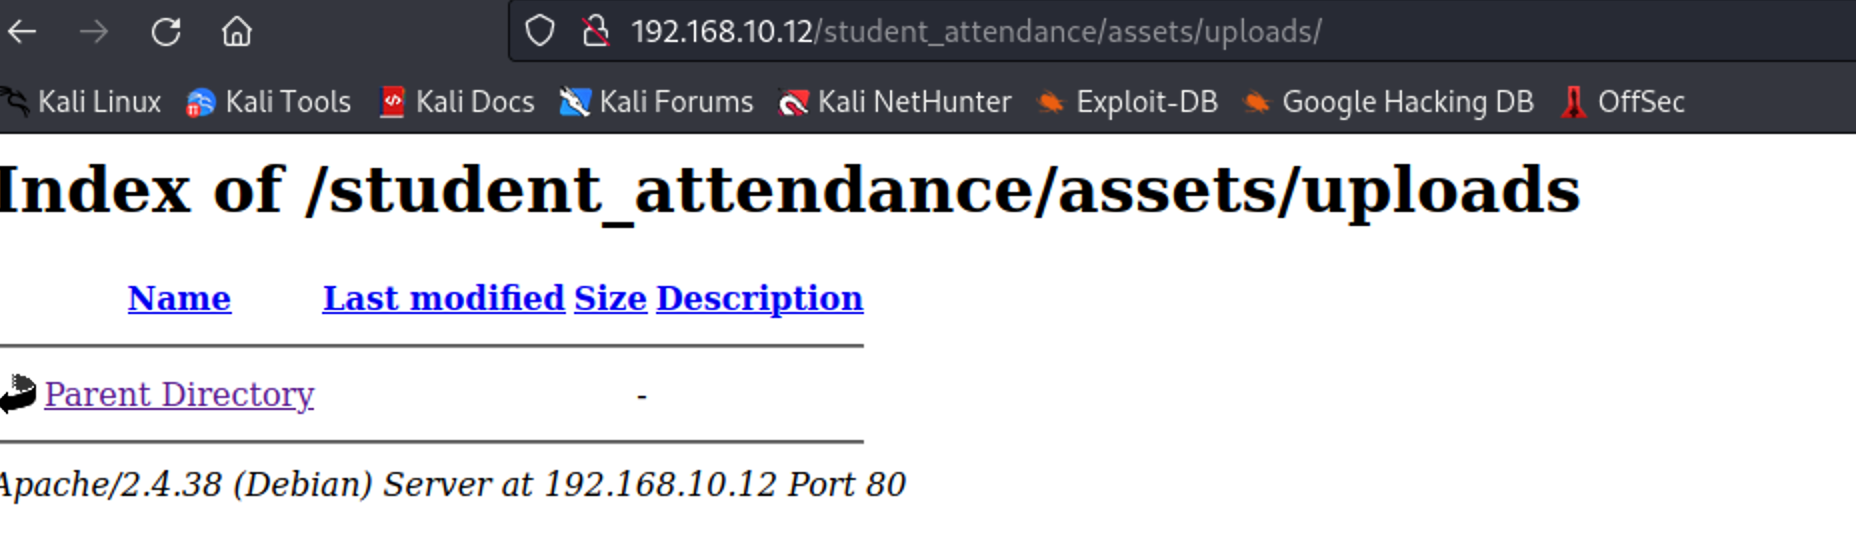 192.168.10.12/student_attendance/assets/uploads/
Kali Linux Kali Tools Kali Docs Kali Forums Kali NetHunter Exploit-DB Google Hacking DB OffSec
Index of /student_attendance/assets/uploads
Name Last modified Size Description
Parent Directory -
Apache/2.4.38 (Debian) Server at 192.168.10.12 Port 80